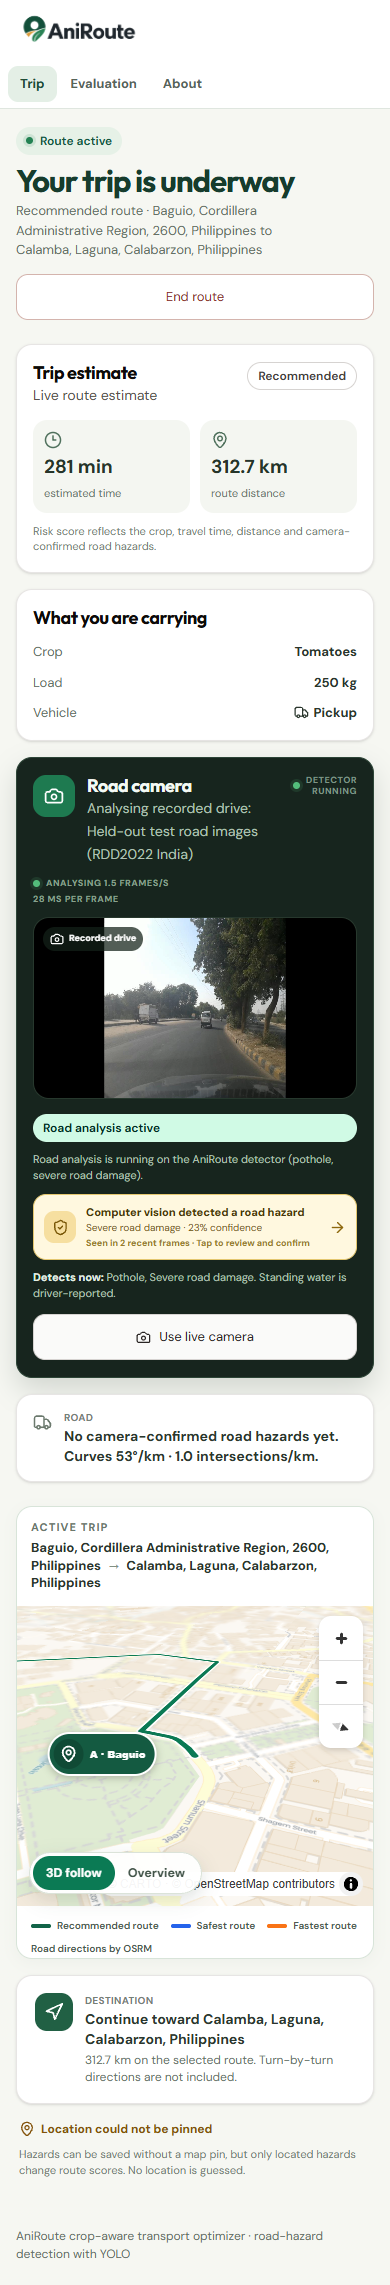 AniRoute
Trip Evaluation About
Route active
Your trip is underway
Recommended route · Baguio, Cordillera
Administrative Region, 2600, Philippines to
Calamba, Laguna, Calabarzon, Philippines
End route
Trip estimate
Recommended
Live route estimate
281 min
estimated time
312.7 km
route distance
Risk score reflects the crop, travel time, distance and camera-
confirmed road hazards.
What you are carrying
Crop Tomatoes
Load 250 kg
Vehicle Pickup
Road camera
DETECTOR
RUNNING
Analysing recorded drive:
Held-out test road images
(RDD2022 India)
ANALYSING 1.5 FRAMES/S
28 MS PER FRAME
Recorded drive
Road analysis active
Road analysis is running on the AniRoute detector (pothole,
severe road damage).
Computer vision detected a road hazard
Severe road damage · 23% confidence
Seen in 2 recent frames · Tap to review and confirm
Detects now: Pothole, Severe road damage. Standing water is
driver-reported.
Use live camera
ROAD
No camera-confirmed road hazards yet.
Curves 53°/km · 1.0 intersections/km.
ACTIVE TRIP
Baguio, Cordillera Administrative Region, 2600,
Philippines → Calamba, Laguna, Calabarzon,
Philippines
A · Baguio
Shanum Street
Shagem Street
3D follow Overview
OpenStreetMap contributors
Recommended route Safest route Fastest route
Road directions by OSRM
DESTINATION
Continue toward Calamba, Laguna,
Calabarzon, Philippines
312.7 km on the selected route. Turn-by-turn
directions are not included.
Location could not be pinned
Hazards can be saved without a map pin, but only located hazards
change route scores. No location is guessed.
AniRoute crop-aware transport optimizer · road-hazard
detection with YOLO